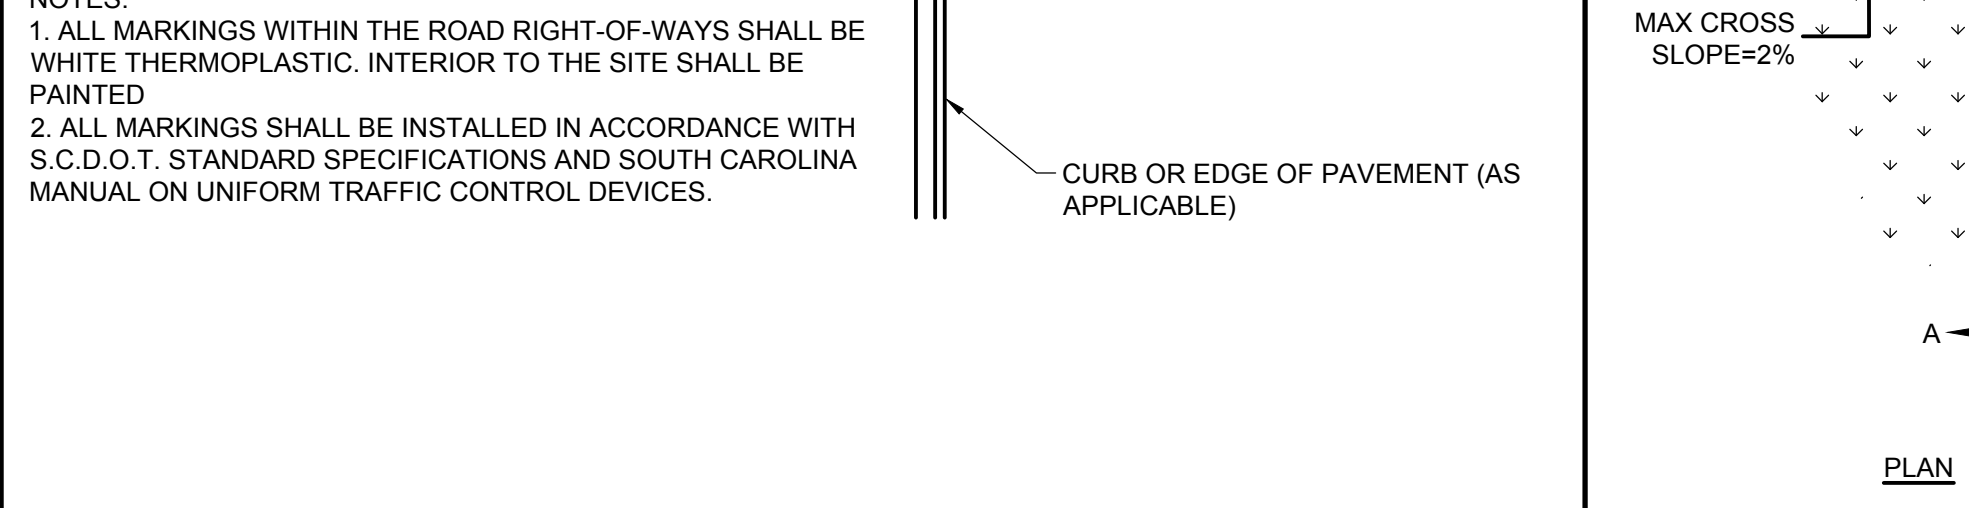 NOTES:
1. ALL MARKINGS WITHIN THE ROAD RIGHT-OF-WAYS SHALL BE
WHITE THERMOPLASTIC. INTERIOR TO THE SITE SHALL BE
PAINTED
2. ALL MARKINGS SHALL BE INSTALLED IN ACCORDANCE WITH
S.C.D.O.T. STANDARD SPECIFICATIONS AND SOUTH CAROLINA
MANUAL ON UNIFORM TRAFFIC CONTROL DEVICES.
CURB OR EDGE OF PAVEMENT (AS
APPLICABLE)
MAX CROSS
SLOPE=2%
A
PLAN